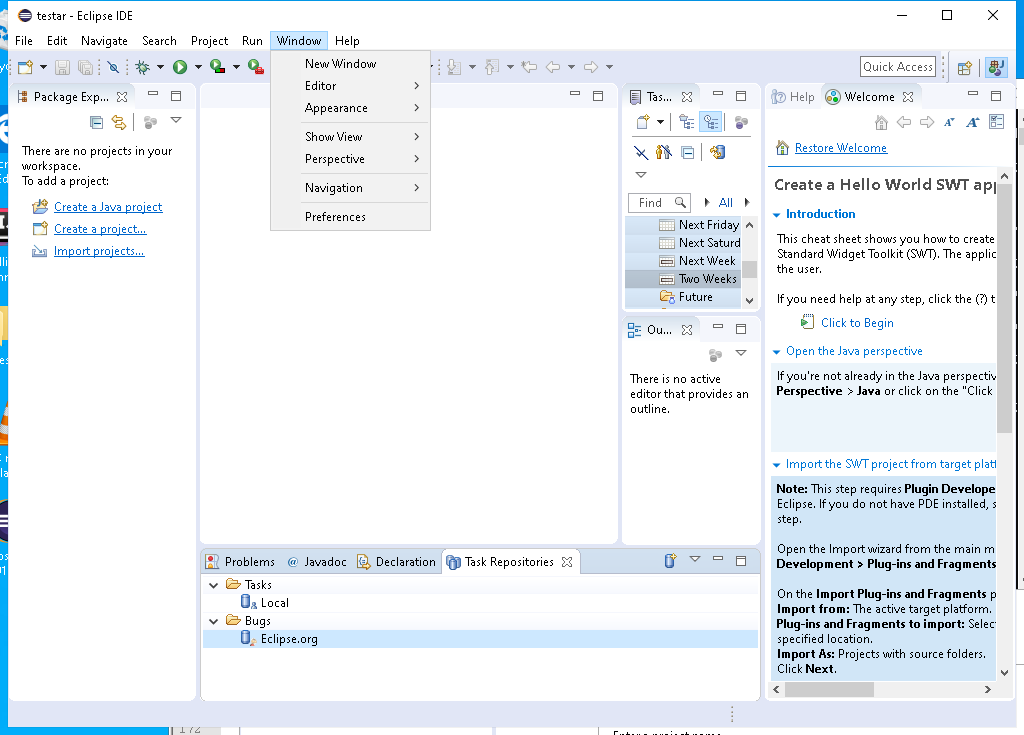 testar - Eclipse IDE
File Edit Navigate Search Project Run Window Help
Quick Access
New Window
Editor
Appearance
Show View
Perspective
Navigation
Preferences
Package Exp...
There are no projects in your
workspace.
To add a project:
Create a Java project
Create a project...
Import projects...
Tas...
Find
All
Next Friday
Next Saturd
Next Week
Two Weeks
Future
Ou...
There is no active
editor that provides an
outline.
Help
Welcome
Restore Welcome
Create a Hello World SWT app
Introduction
This cheat sheet shows you how to create
Standard Widget Toolkit (SWT). The applic
the user.
If you need help at any step, click the (?) t
Click to Begin
Open the Java perspective
If you're not already in the Java perspectiv
Perspective > Java or click on the "Click
Import the SWT project from target platf
Note: This step requires Plugin Develope
Eclipse. If you do not have PDE installed, s
step.
Open the Import wizard from the main m
Development > Plug-ins and Fragments
On the Import Plug-ins and Fragments p
Import from: The active target platform.
Plug-ins and Fragments to import: Selec
specified location.
Import As: Projects with source folders.
Click Next.
Problems @ Javadoc Declaration Task Repositories
Tasks
Local
Bugs
Eclipse.org
172
Enter a project name